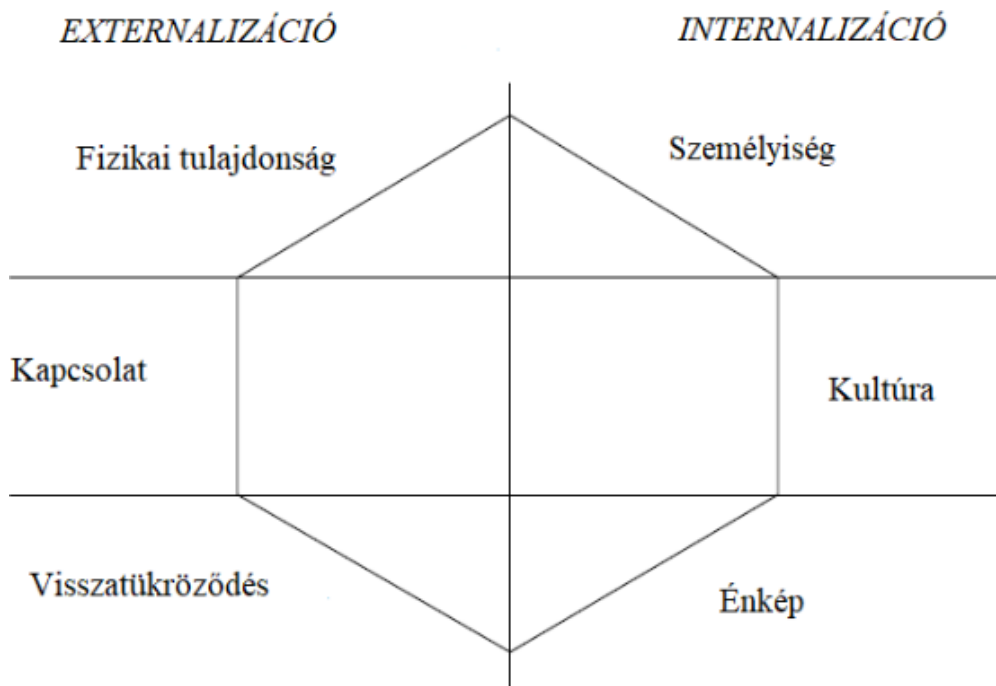 EXTERNALIZÁCIÓ
INTERNALIZÁCIÓ
Fizikai tulajdonság
Személyiség
Kapcsolat
Kultúra
Visszatükröződés
Énkép